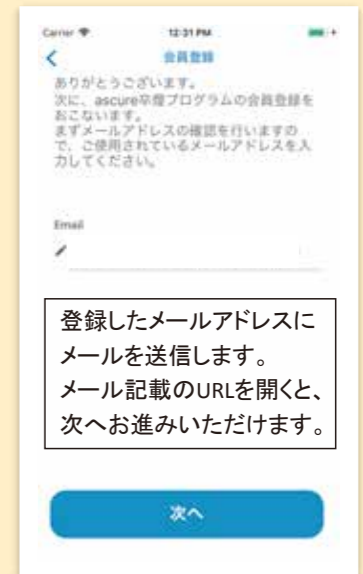 Carrier 12:31 PM
会員登録
ありがとうございます。
次に、ascure卒煙プログラムの会員登録を
おこないます。
まずメールアドレスの確認を行いますの
で、ご使用されているメールアドレスを入
力してください。
Email
登録したメールアドレスに
メールを送信します。
メール記載のURLを開くと、
次へお進みいただけます。
次へ